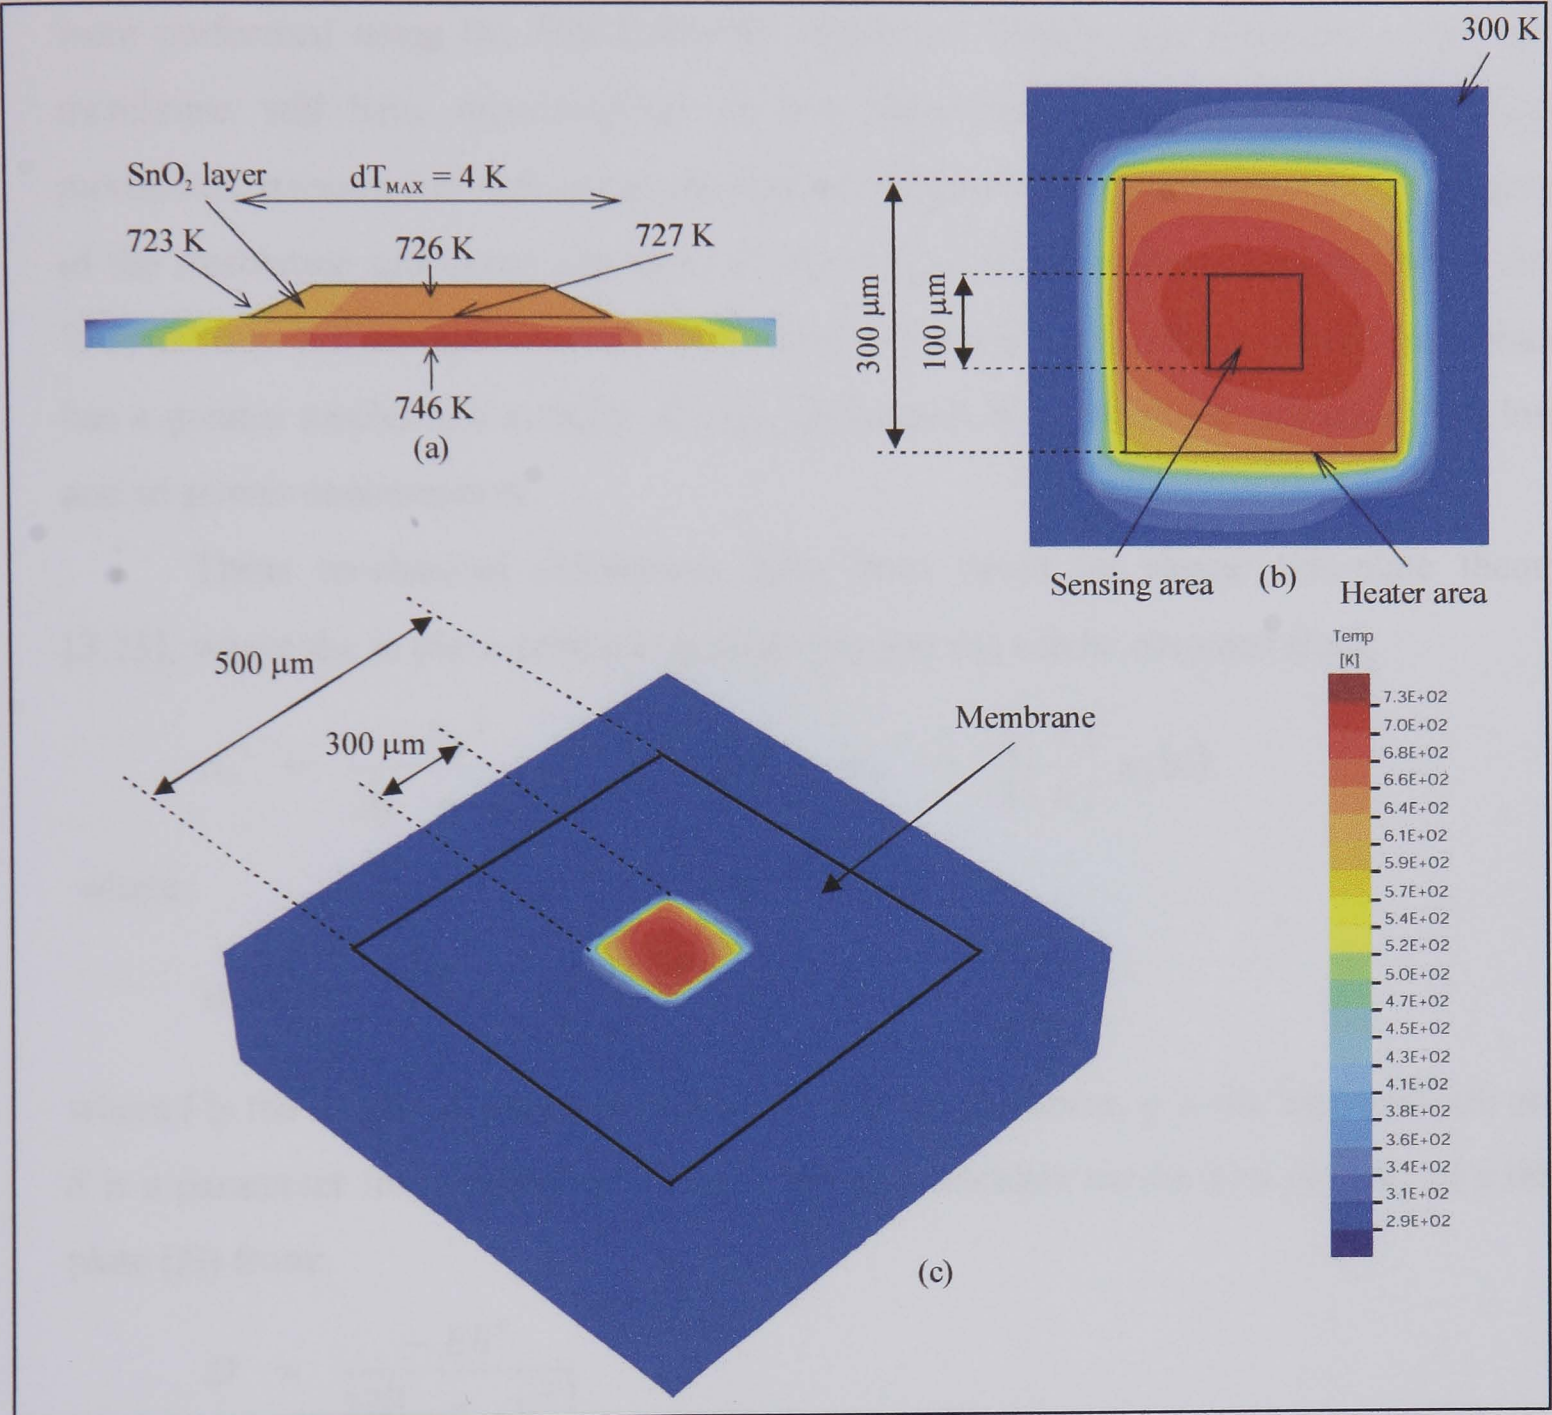 300 K
SnO₂ layer
dT_MAX = 4 K
723 K
726 K
727 K
746 K
(a)
300 µm
100 µm
Sensing area
(b)
Heater area
500 µm
300 µm
Membrane
(c)
Temp
[K]
7.3E+02
7.0E+02
6.8E+02
6.6E+02
6.4E+02
6.1E+02
5.9E+02
5.7E+02
5.4E+02
5.2E+02
5.0E+02
4.7E+02
4.5E+02
4.3E+02
4.1E+02
3.8E+02
3.6E+02
3.4E+02
3.1E+02
2.9E+02